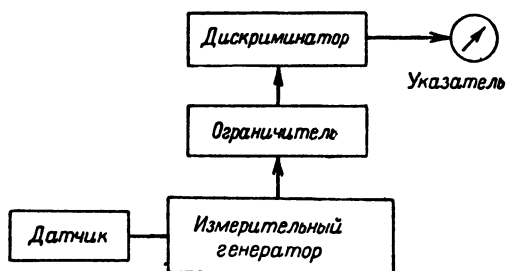 Дискриминатор
Указатель
Ограничитель
Датчик
Измерительный
генератор